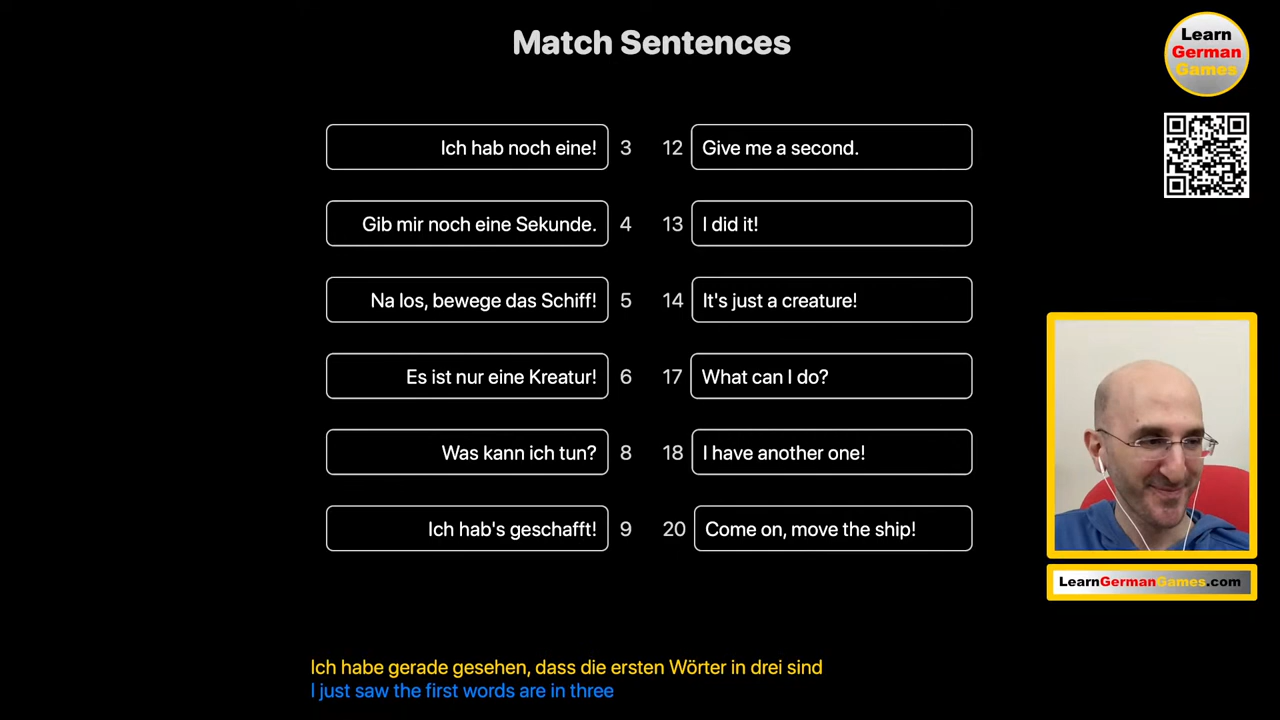 Match Sentences
Learn
German
Games
Ich hab noch eine! 3 12 Give me a second.
Gib mir noch eine Sekunde. 4 13 I did it!
Na los, bewege das Schiff! 5 14 It's just a creature!
Es ist nur eine Kreatur! 6 17 What can I do?
Was kann ich tun? 8 18 I have another one!
Ich hab's geschafft! 9 20 Come on, move the ship!
LearnGermanGames.com
Ich habe gerade gesehen, dass die ersten Wörter in drei sind
I just saw the first words are in three